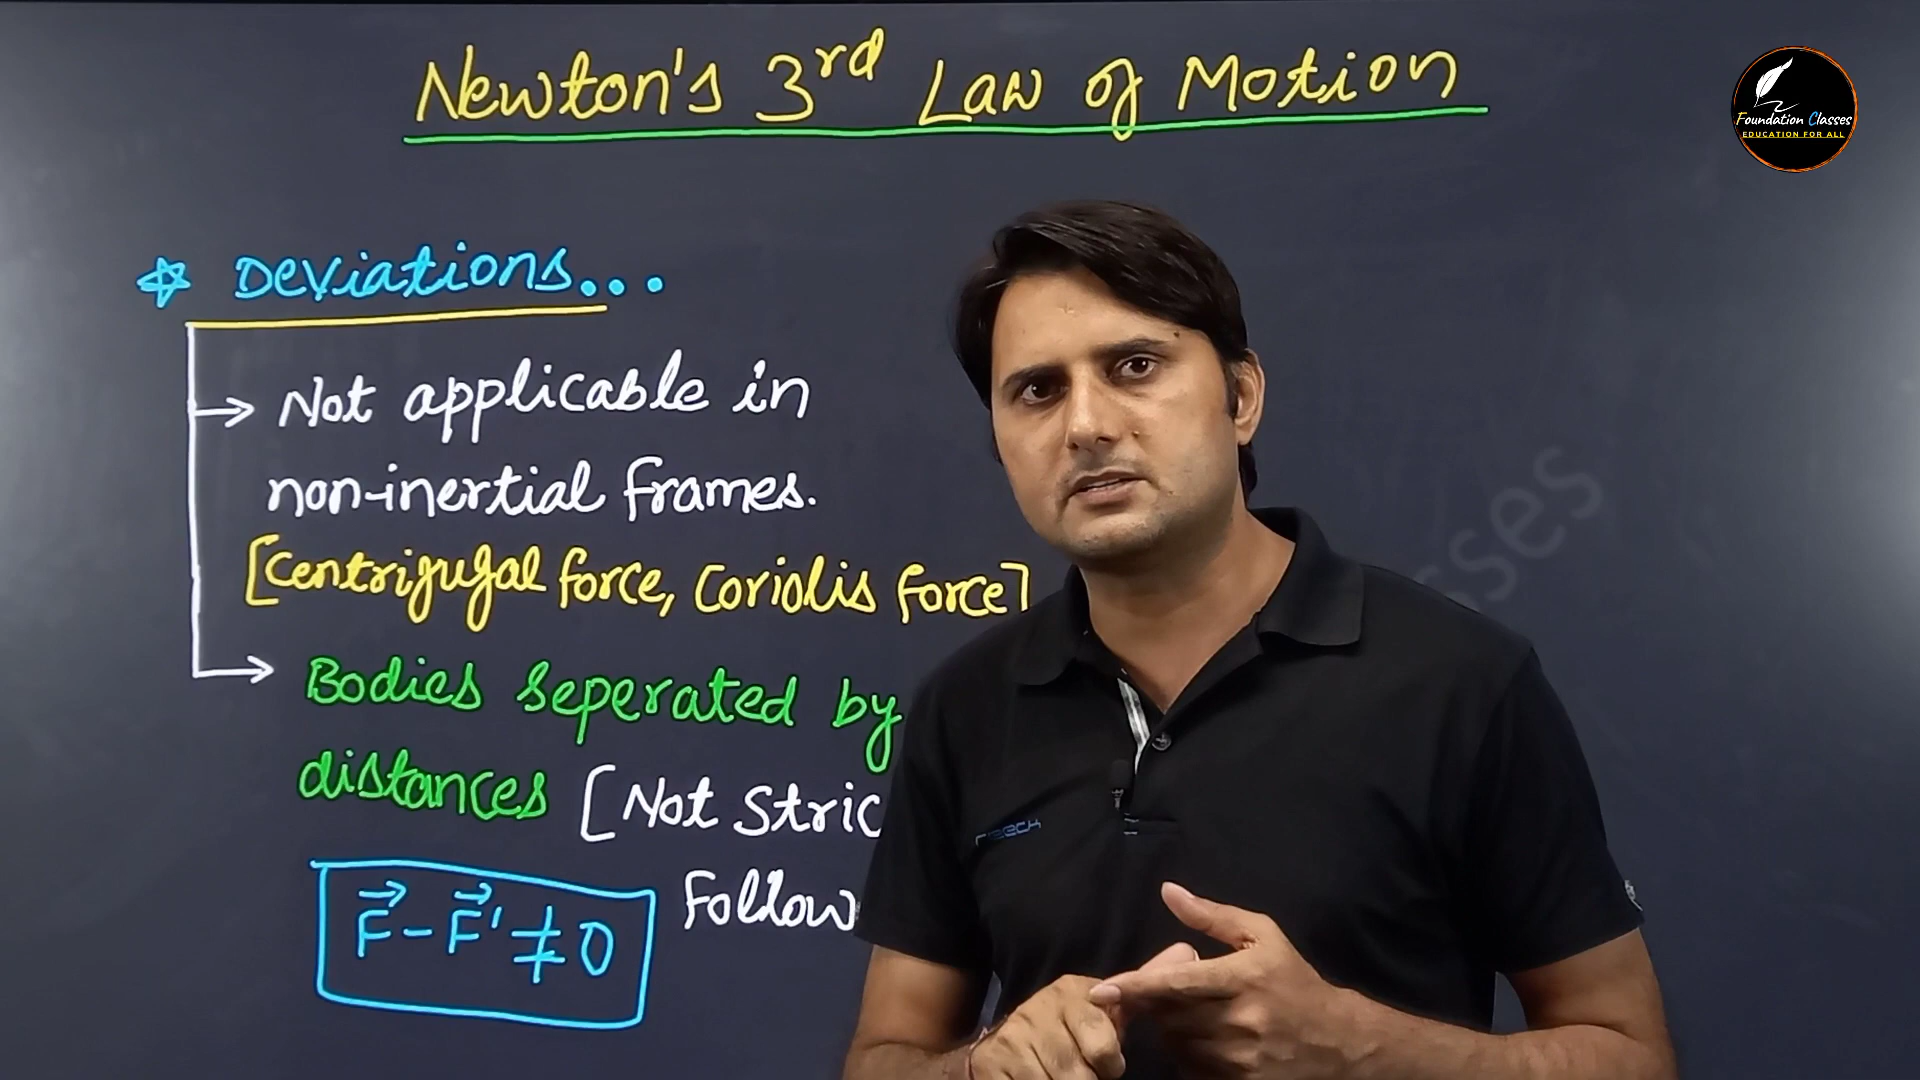 Newton's 3rd Law of Motion
Foundation Classes
EDUCATION FOR ALL
Deviations...
Not applicable in
non-inertial frames.
[Centrifugal force, Coriolis force]
Bodies seperated by
distances [Not Stric
Follow
F - F' ≠ 0